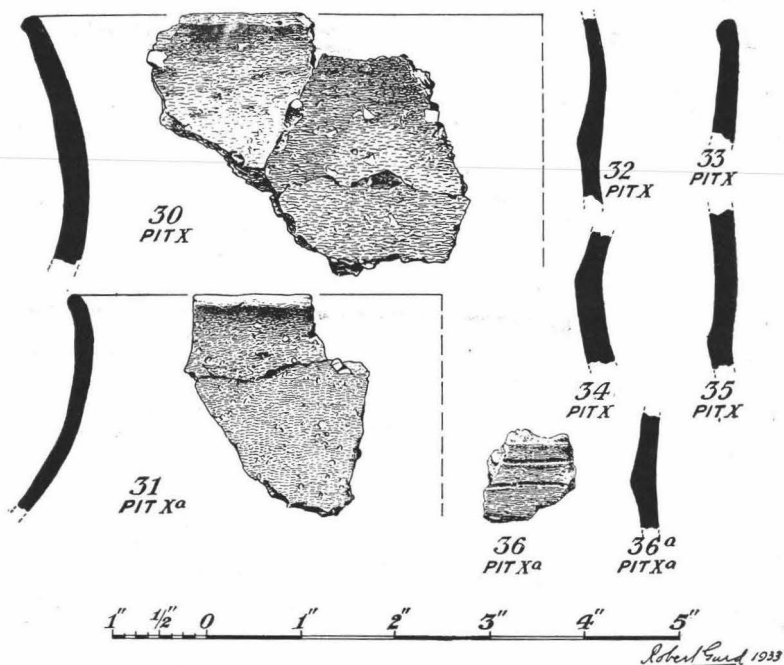 30
PIT X
32
PIT X
33
PIT X
34
PIT X
35
PIT X
31
PIT Xa
36
PIT Xa
36a
PIT Xa
1" 1/2" 0 1" 2" 3" 4" 5"
Robert Gurd 1933